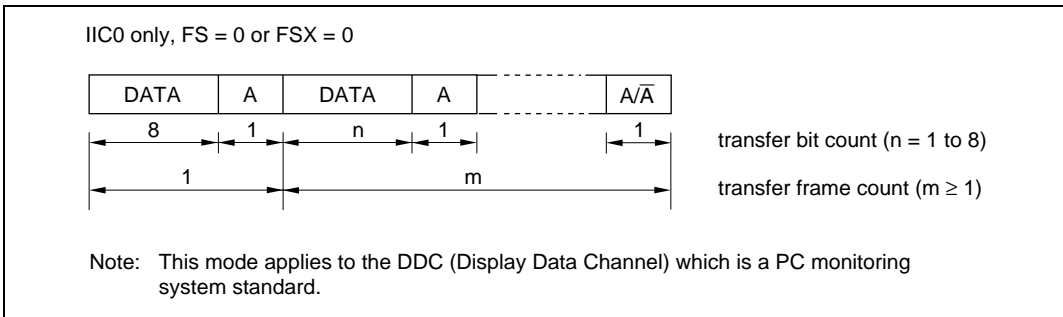 IIC0 only, FS = 0 or FSX = 0
DATA A DATA A A/A̅
8 1 n 1 1 transfer bit count (n = 1 to 8)
1 m transfer frame count (m ≥ 1)
Note: This mode applies to the DDC (Display Data Channel) which is a PC monitoring
system standard.